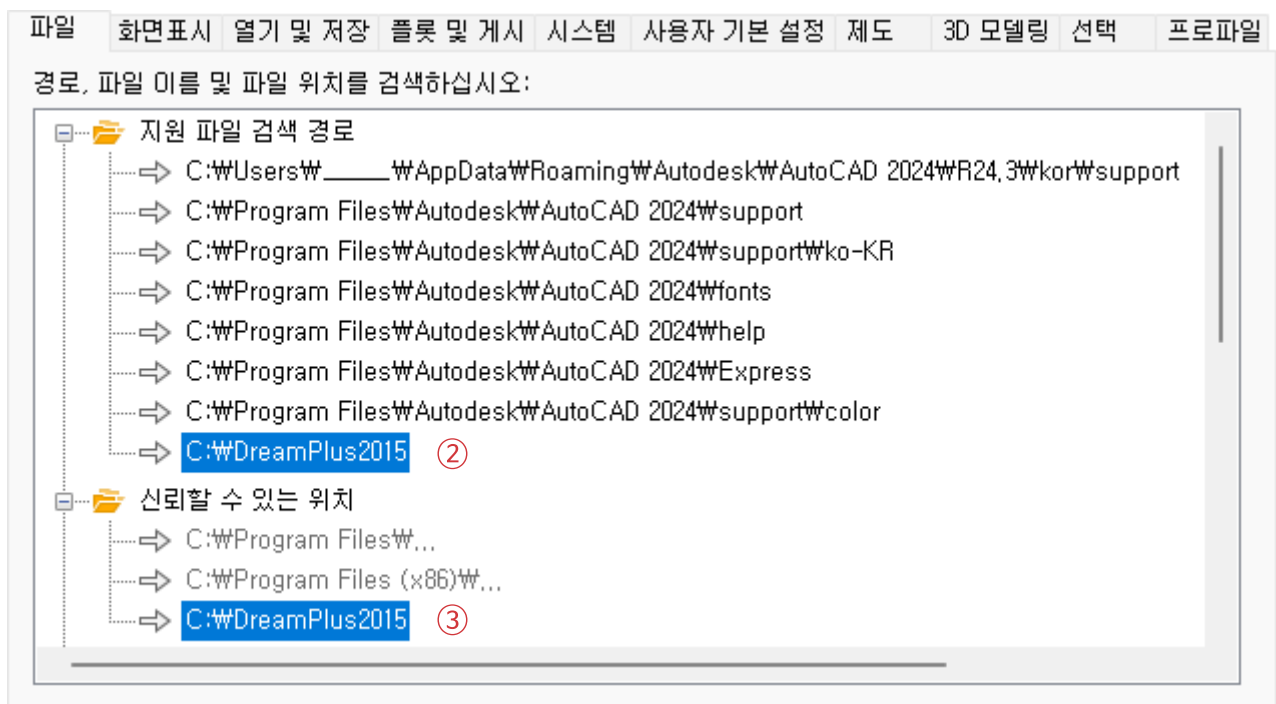 파일 화면표시 열기 및 저장 플롯 및 게시 시스템 사용자 기본 설정 제도 3D 모델링 선택 프로파일
경로, 파일 이름 및 파일 위치를 검색하십시오:
지원 파일 검색 경로
C:₩Users₩_____₩AppData₩Roaming₩Autodesk₩AutoCAD 2024₩R24.3₩kor₩support
C:₩Program Files₩Autodesk₩AutoCAD 2024₩support
C:₩Program Files₩Autodesk₩AutoCAD 2024₩support₩ko-KR
C:₩Program Files₩Autodesk₩AutoCAD 2024₩fonts
C:₩Program Files₩Autodesk₩AutoCAD 2024₩help
C:₩Program Files₩Autodesk₩AutoCAD 2024₩Express
C:₩Program Files₩Autodesk₩AutoCAD 2024₩support₩color
C:₩DreamPlus2015 ②
신뢰할 수 있는 위치
C:₩Program Files₩...
C:₩Program Files (x86)₩...
C:₩DreamPlus2015 ③